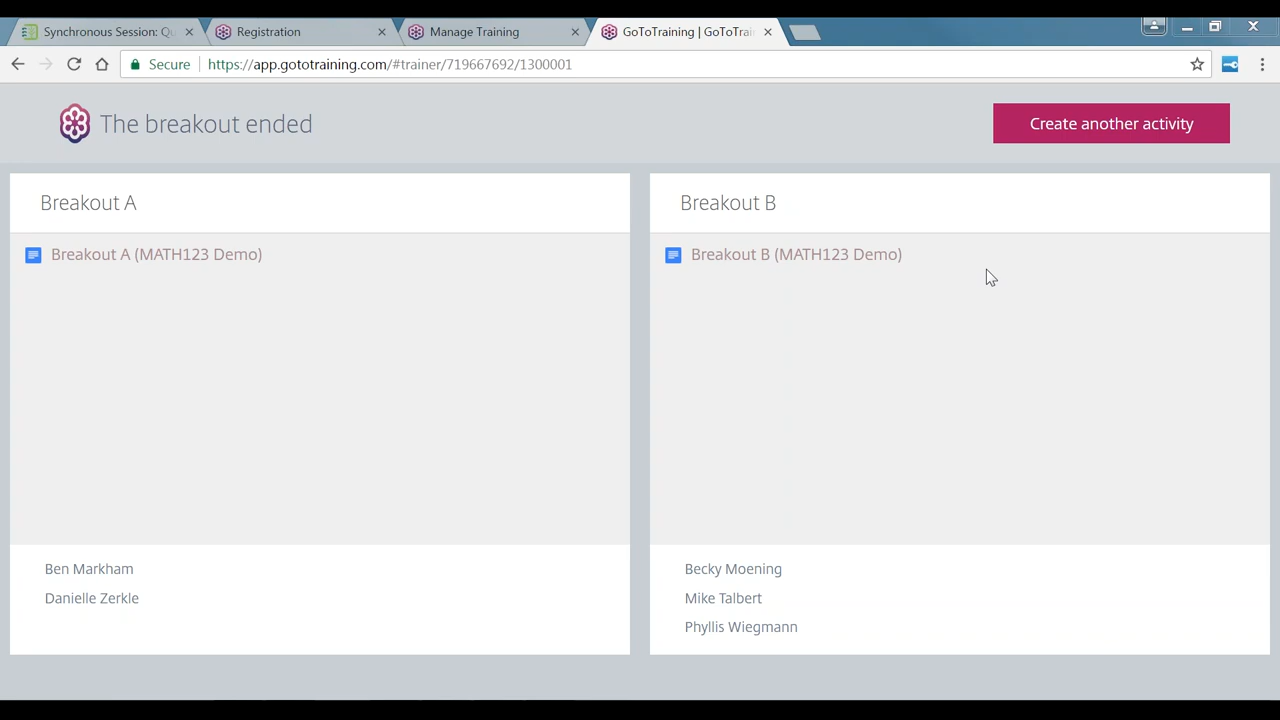 Synchronous Session: Qu
Registration
Manage Training
GoToTraining | GoToTrai
Secure
https://app.gototraining.com/#trainer/719667692/1300001
The breakout ended
Create another activity
Breakout A
Breakout B
Breakout A (MATH123 Demo)
Breakout B (MATH123 Demo)
Ben Markham
Danielle Zerkle
Becky Moening
Mike Talbert
Phyllis Wiegmann